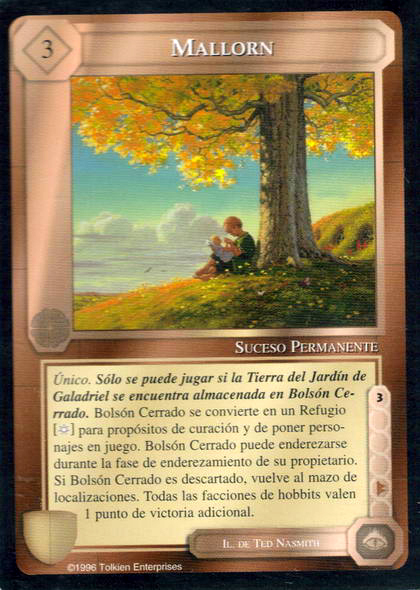 3
MALLORN
SUCESO PERMANENTE
Único. Sólo se puede jugar si la Tierra del Jardín de
Galadriel se encuentra almacenada en Bolsón Ce-
rrado. Bolsón Cerrado se convierte en un Refugio
[ ] para propósitos de curación y de poner perso-
najes en juego. Bolsón Cerrado puede enderezarse
durante la fase de enderezamiento de su propietario.
Si Bolsón Cerrado es descartado, vuelve al mazo de
localizaciones. Todas las facciones de hobbits valen
1 punto de victoria adicional.
3
IL. DE TED NASMITH
©1996 Tolkien Enterprises